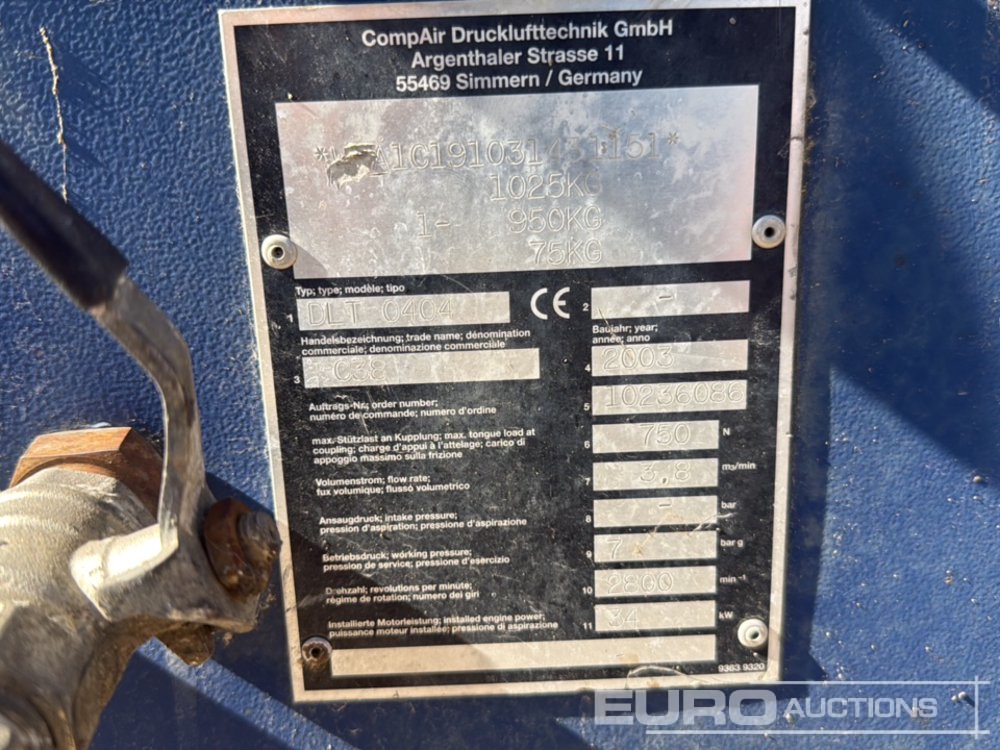 CompAir Drucklufttechnik GmbH
Argenthaler Strasse 11
55469 Simmern / Germany
1025KG
1- 950KG
75KG
Typ; type; modèle; tipo
1 DLT 0404
CE
2 -
Handelsbezeichnung; trade name; dénomination
commerciale; denominazione commerciale
3 C38
Baujahr; year;
année; anno
4 2003
Auftrags-Nr.; order number;
numéro de commande; numero d'ordine
5 10236086
max. Stützlast an Kupplung; max. tongue load at
coupling; charge d'appui à l'attelage; carico di
appoggio massimo sulla frizione
6 750 N
Volumenstrom; flow rate;
fux volumique; flusso volumetrico
7 3,8 m3/min
Ansaugdruck; intake pressure;
pression d'aspiration; pressione d'aspirazione
8 - bar
Betriebsdruck; working pressure;
pression de service; pressione d'esercizio
9 7 bar g
Drehzahl; revolutions per minute;
régime de rotation; numero dei giri
10 2800 min-1
Installierte Motorleistung; installed engine power;
puissance moteur installée; pressione di aspirazione
11 34 kW
9363 9320
EURO AUCTIONS